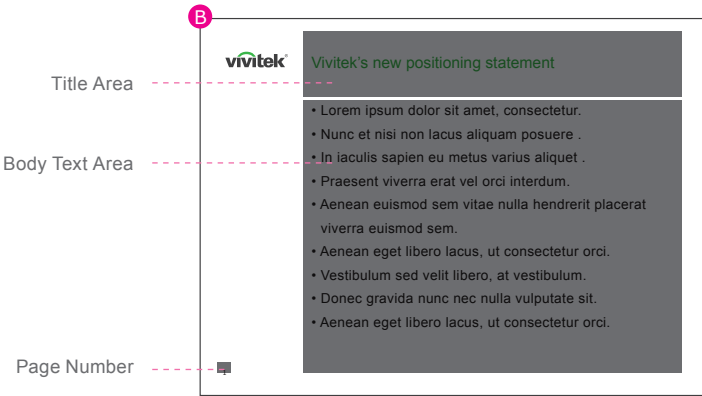 B
vivitek
Vivitek's new positioning statement
Title Area
• Lorem ipsum dolor sit amet, consectetur.
• Nunc et nisi non lacus aliquam posuere .
Body Text Area
• In iaculis sapien eu metus varius aliquet .
• Praesent viverra erat vel orci interdum.
• Aenean euismod sem vitae nulla hendrerit placerat
viverra euismod sem.
• Aenean eget libero lacus, ut consectetur orci.
• Vestibulum sed velit libero, at vestibulum.
• Donec gravida nunc nec nulla vulputate sit.
• Aenean eget libero lacus, ut consectetur orci.
Page Number
1